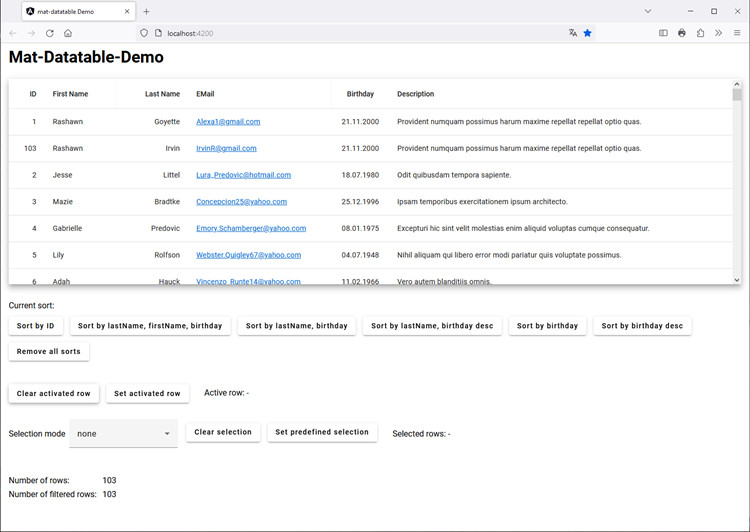 mat-datatable Demo
localhost:4200
Mat-Datatable-Demo
ID First Name Last Name EMail Birthday Description
1 Rashawn Goyette Alexa1@gmail.com 21.11.2000 Provident numquam possimus harum maxime repellat repellat optio quas.
103 Rashawn Irvin IrvinR@gmail.com 21.11.2000 Provident numquam possimus harum maxime repellat repellat optio quas.
2 Jesse Littel Lura_Predovic@hotmail.com 18.07.1980 Odit quibusdam tempora sapiente.
3 Mazie Bradtke Concepcion25@yahoo.com 25.12.1996 Ipsam temporibus exercitationem ipsum architecto.
4 Gabrielle Predovic Emory.Schamberger@yahoo.com 08.01.1975 Excepturi hic sint velit molestias enim aliquid voluptas cumque consequatur.
5 Lily Rolfson Webster.Quigley67@yahoo.com 04.07.1948 Nihil aliquam qui libero error modi pariatur quis voluptate possimus.
6 Adah Hauck Vincenzo_Runte14@yahoo.com 11.02.1966 Vero autem blanditiis omnis.
Current sort:
Sort by ID Sort by lastName, firstName, birthday Sort by lastName, birthday Sort by lastName, birthday desc Sort by birthday Sort by birthday desc
Remove all sorts
Clear activated row Set activated row Active row: -
Selection mode none Clear selection Set predefined selection Selected rows: -
Number of rows: 103
Number of filtered rows: 103